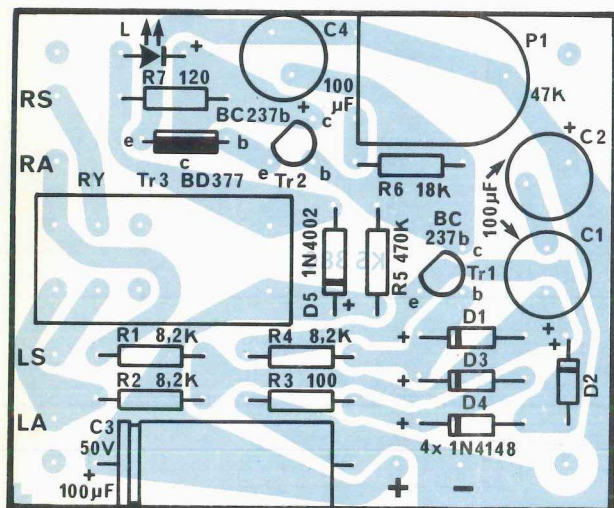 L
+
C4
P1
R7 120
RS
100
µF
47K
BC237b
+
c
+
C2
e
b
c
RA
e
b
RY
Tr3 BD377
Tr2
R6 18K
100µF
BC
237b
C1
D5 1N4002
R5 470K
c
Tr1
e
b
+
+
R1 8,2K
R4 8,2K
+
D1
+
LS
+
D3
D2
R2 8,2K
R3 100
+
D4
LA
C3
50V
4x 1N4148
+
100µF
+
-